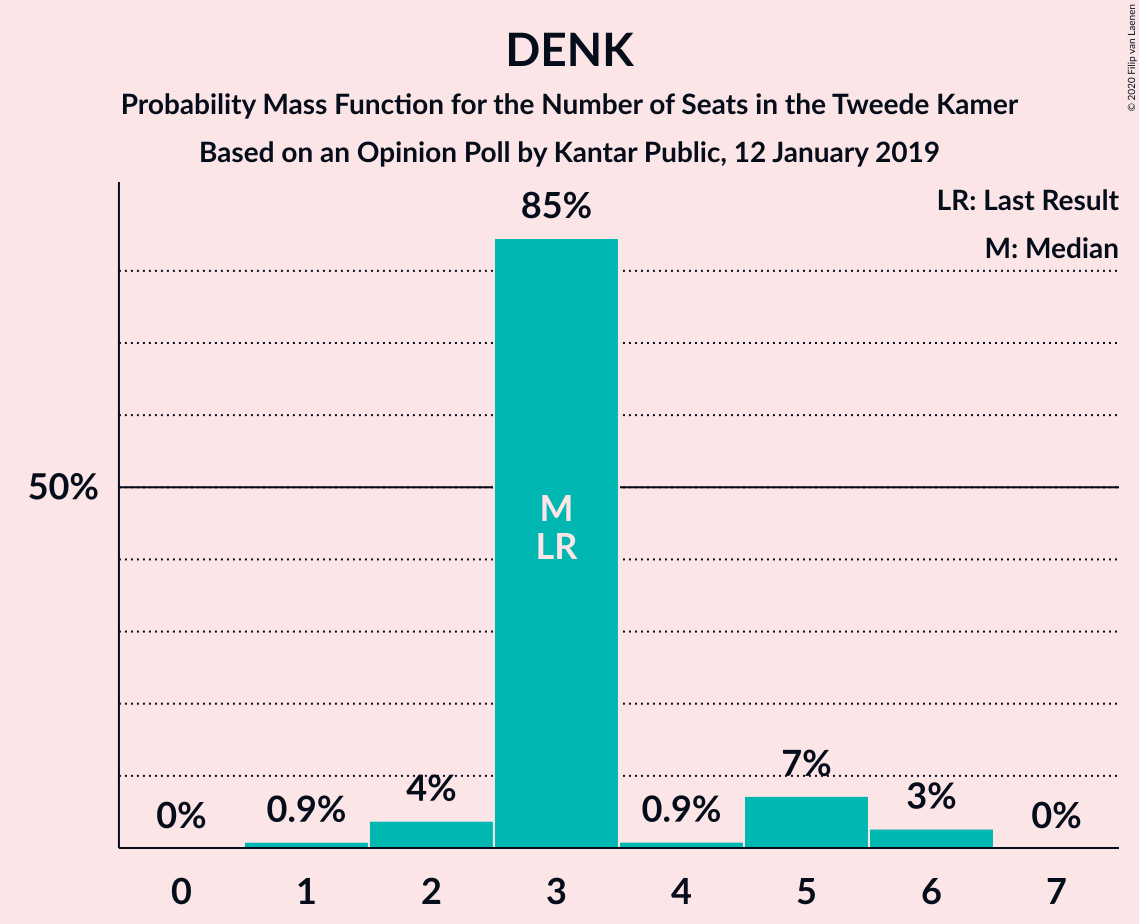 DENK
Probability Mass Function for the Number of Seats in the Tweede Kamer
Based on an Opinion Poll by Kantar Public, 12 January 2019
© 2020 Filip van Laenen
LR: Last Result
M: Median
85%
50%
M
LR
0%
0.9%
4%
0.9%
7%
3%
0%
0 1 2 3 4 5 6 7